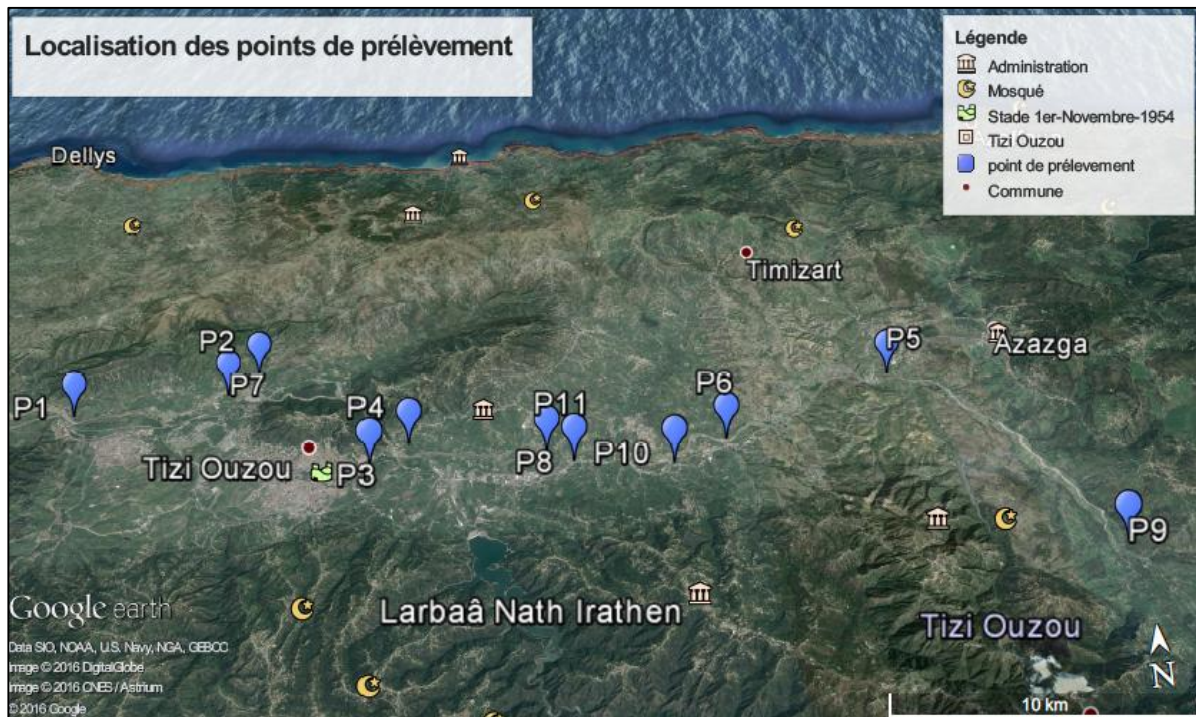 Localisation des points de prélèvement
Légende
Administration
Mosqué
Stade 1er-Novembre-1954
Tizi Ouzou
point de prélevement
Commune
Dellys
Timizart
P2
P5
Azazga
P7
P1
P6
P4
P11
Tizi Ouzou
P3
P8
P10
P9
Larbaâ Nath Irathen
Tizi Ouzou
Google earth
Data SIO, NOAA, U.S. Navy, NGA, GEBCO
Image © 2016 DigitalGlobe
Image © 2016 CNES / Astrium
© 2016 Google
N
10 km